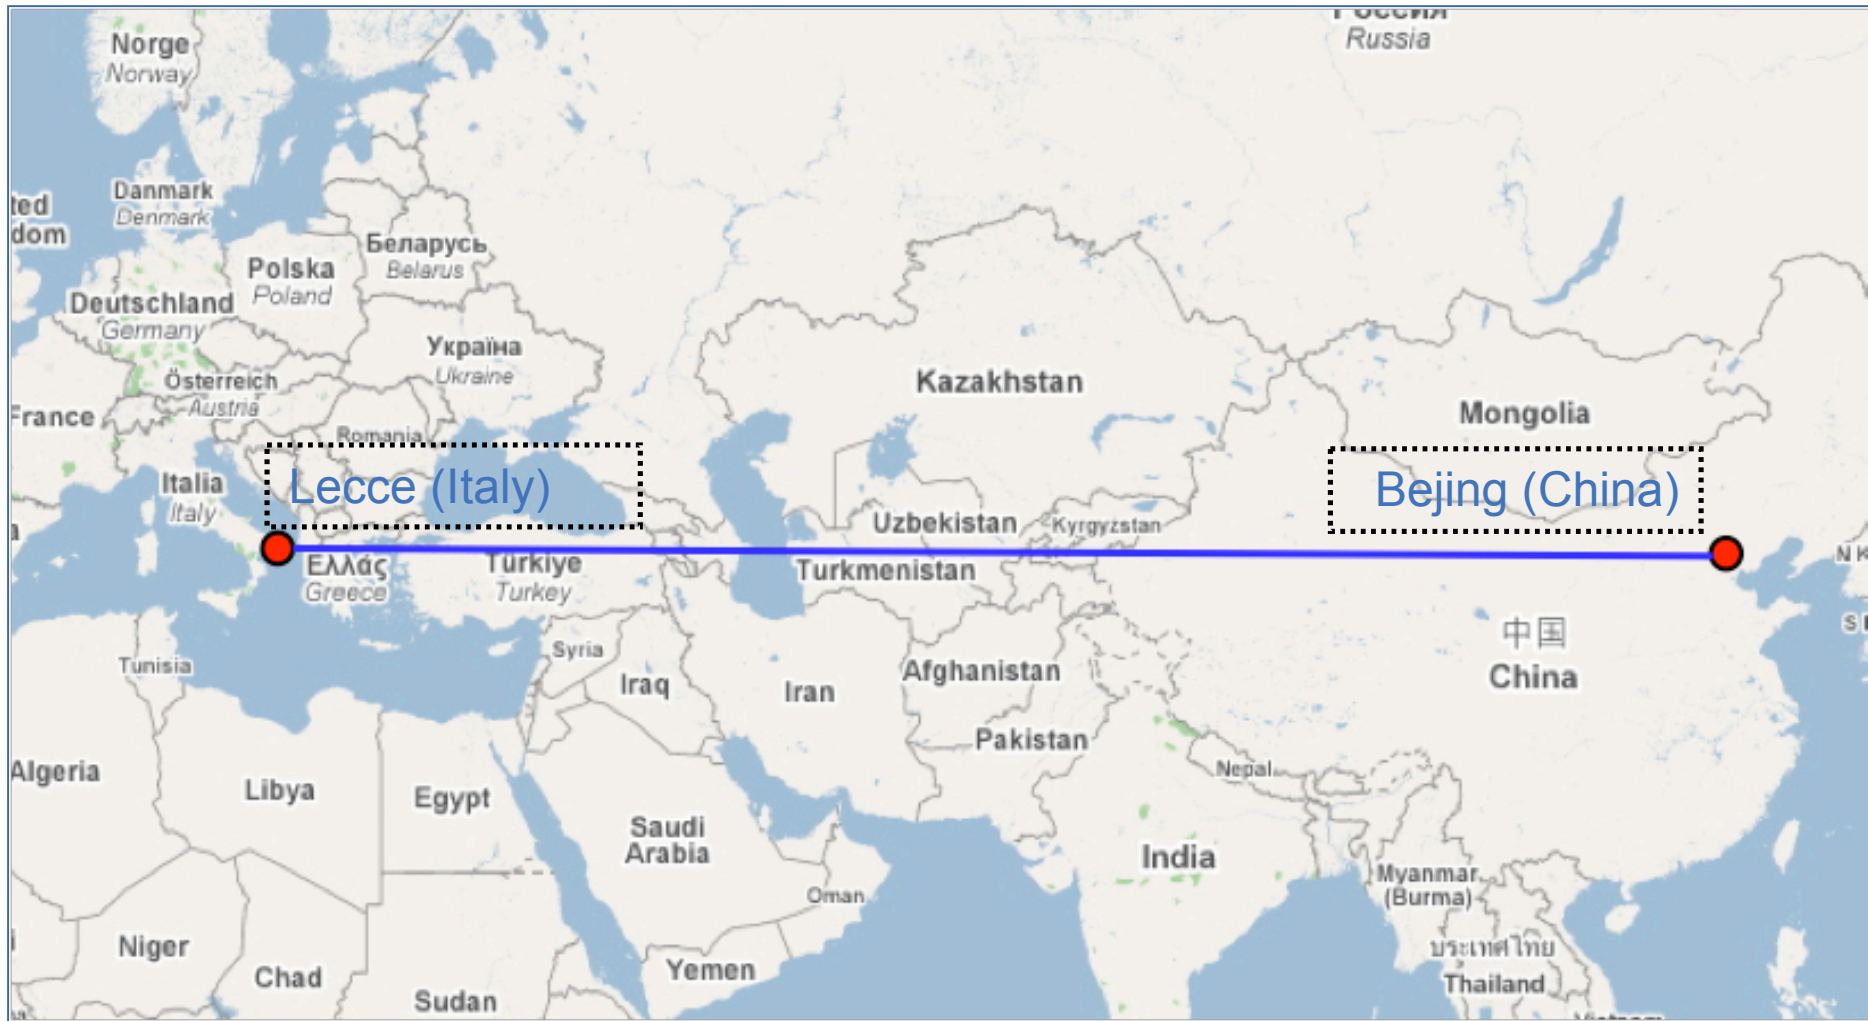 Россия
Russia
Norge
Norway
Danmark
Denmark
ted
dom
Беларусь
Belarus
Polska
Poland
Deutschland
Germany
Україна
Ukraine
Österreich
Austria
Kazakhstan
France
Mongolia
Romania
Lecce (Italy)
Bejing (China)
Italia
Italy
Uzbekistan
Kyrgyzstan
Ελλάς
Greece
Türkiye
Turkey
Turkmenistan
N K
中国
China
S
Tunisia
Syria
Iraq
Iran
Afghanistan
Pakistan
Algeria
Libya
Egypt
Nepal
Saudi
Arabia
India
Oman
Myanmar
(Burma)
Niger
Chad
Yemen
Sudan
ประเทศไทย
Thailand
Vietnam